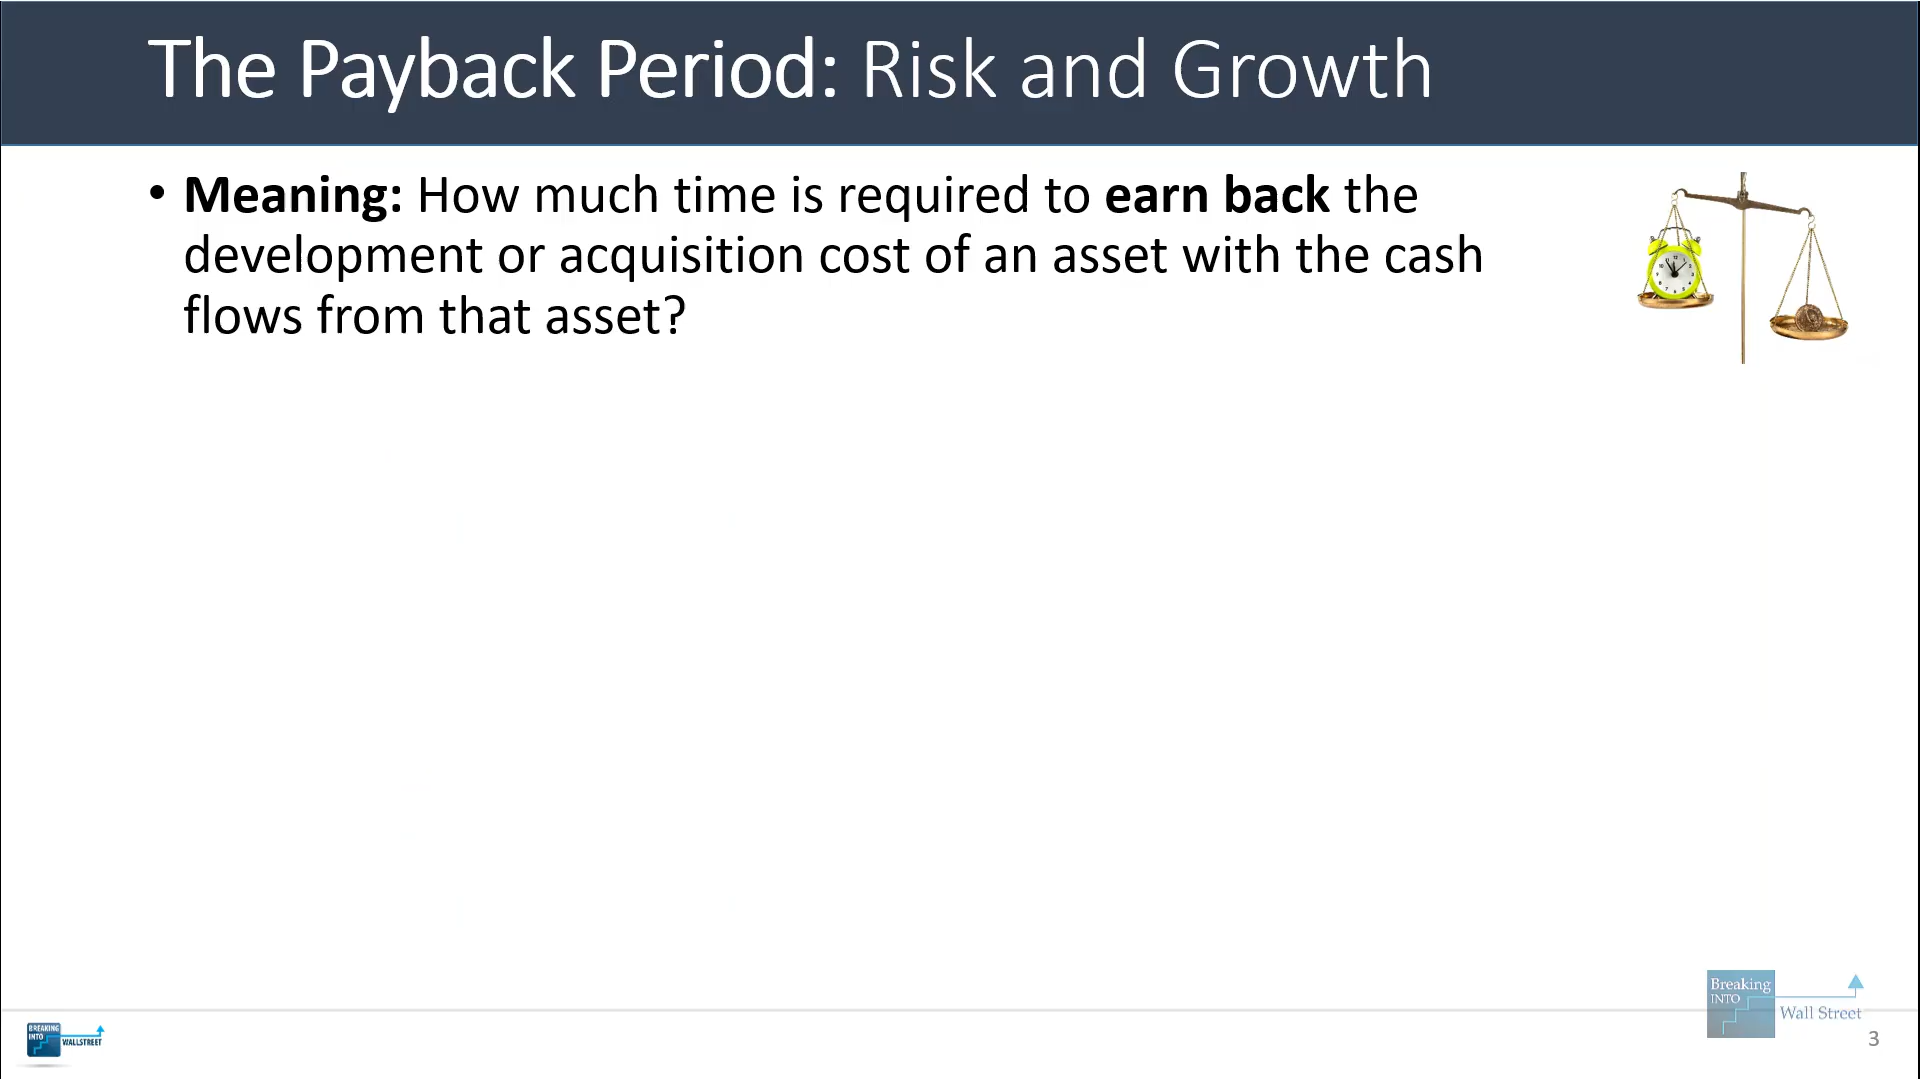 The Payback Period: Risk and Growth
• Meaning: How much time is required to earn back the
development or acquisition cost of an asset with the cash
flows from that asset?
Breaking
INTO
Wall Street
BREAKING
INTO
WALLSTREET
3